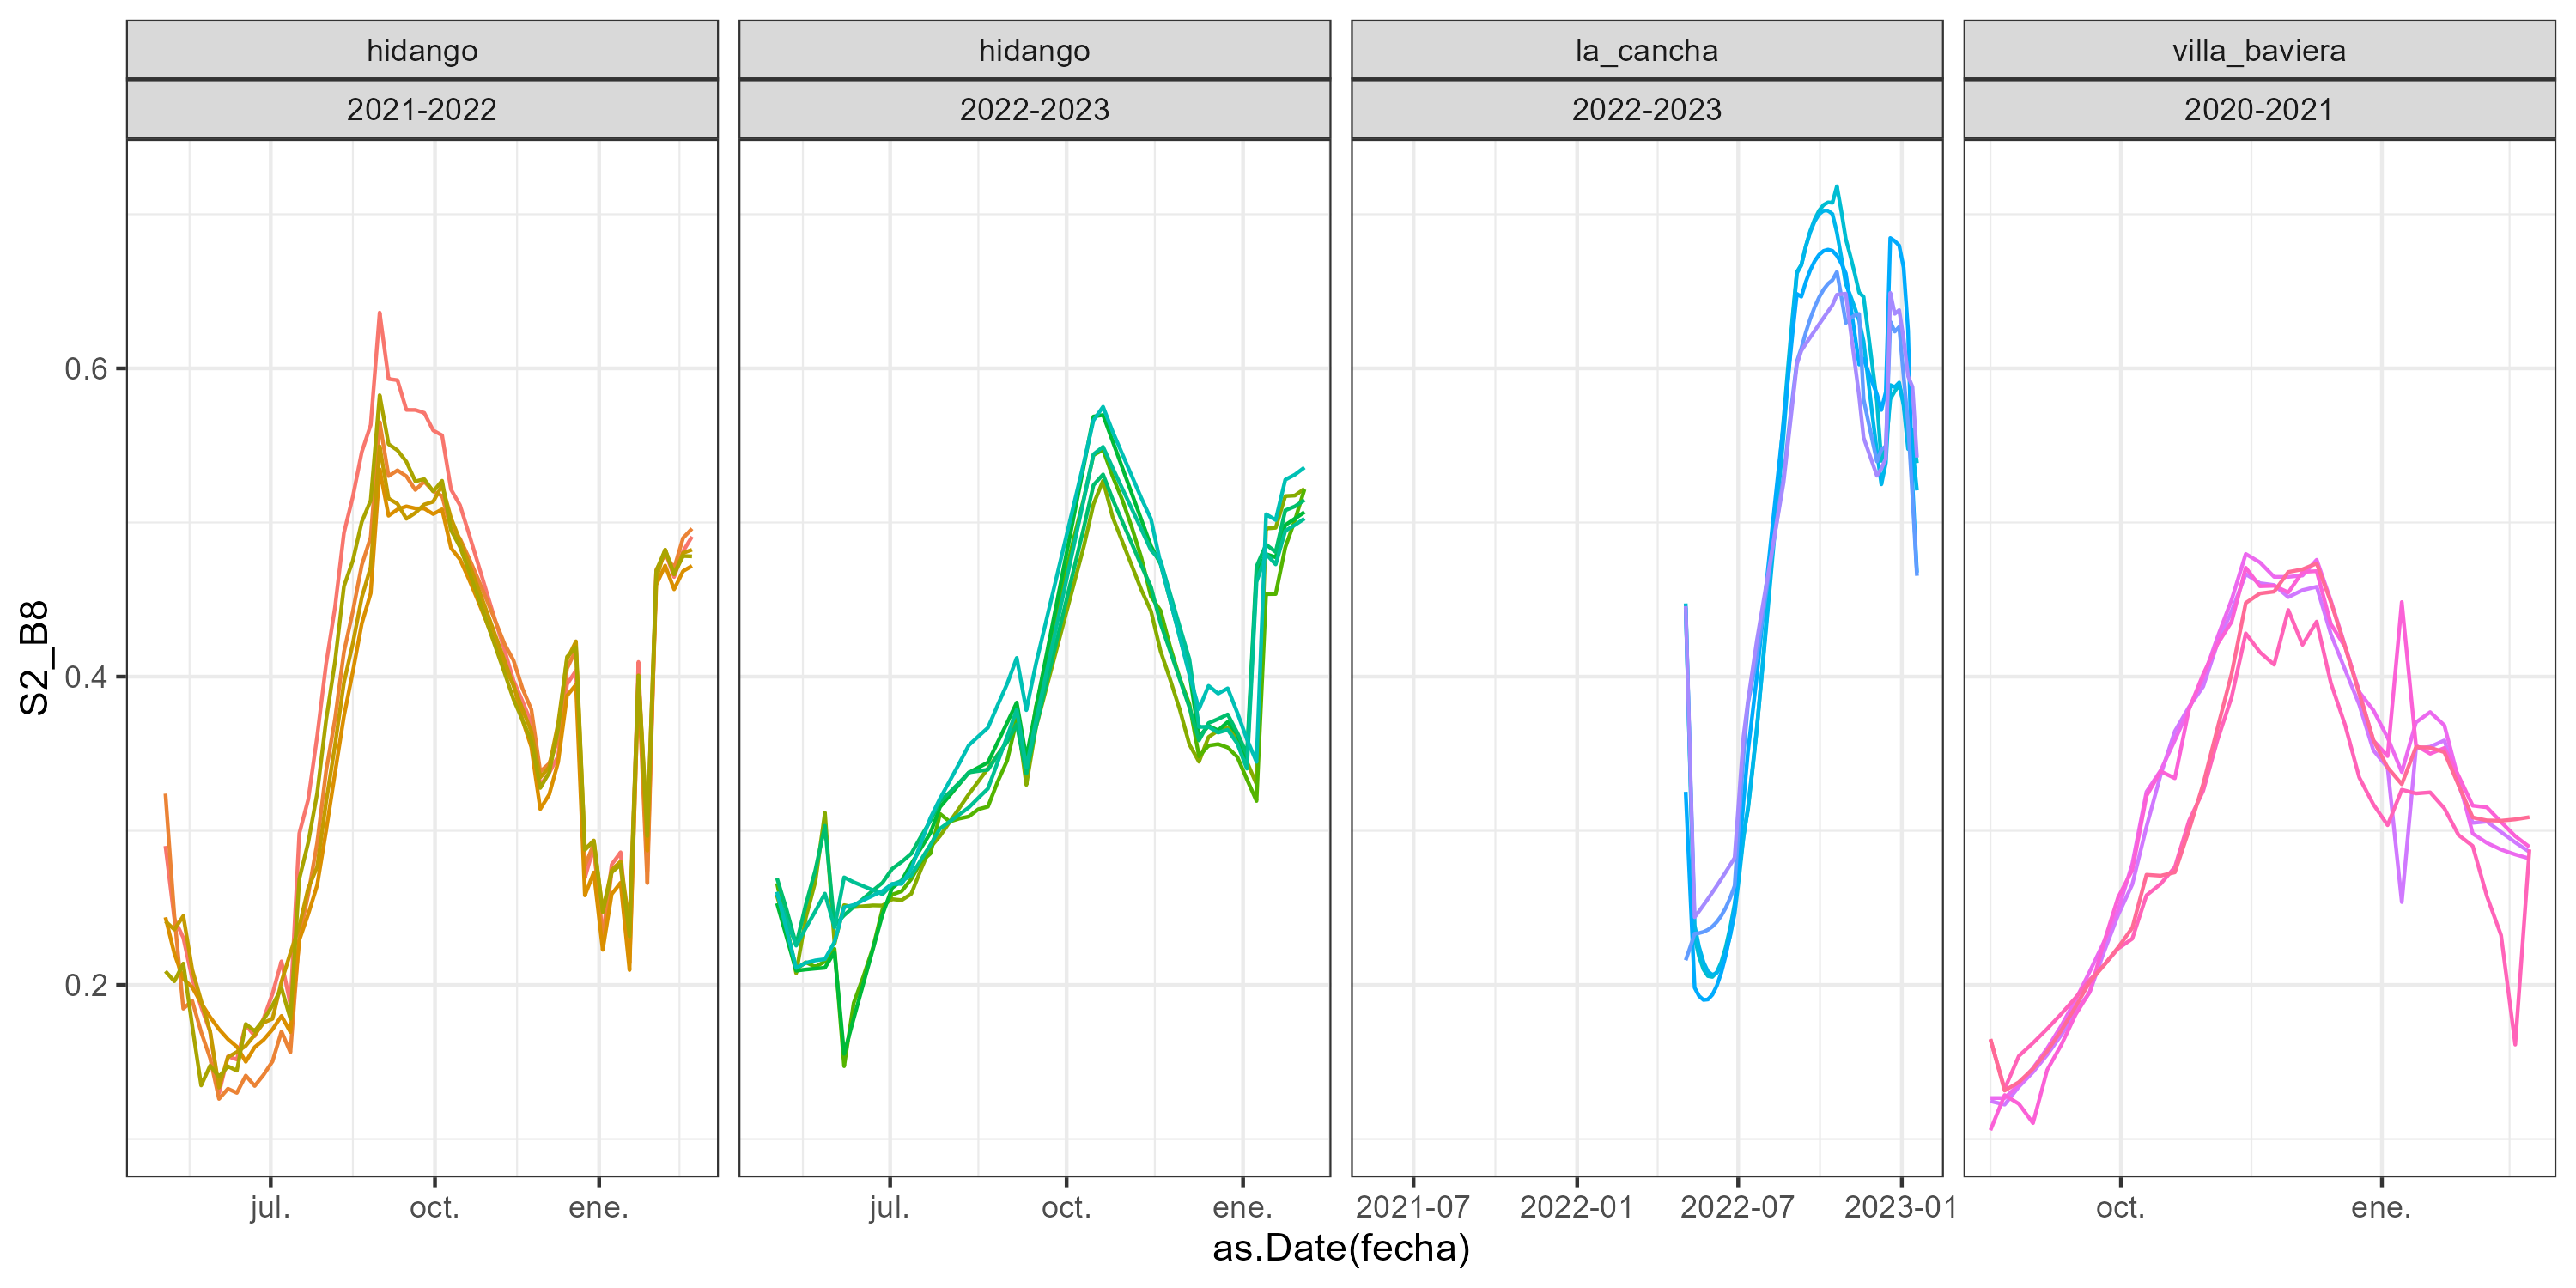 hidango hidango la_cancha villa_baviera
2021-2022 2022-2023 2022-2023 2020-2021
S2_B8
0.6
0.4
0.2
jul. oct. ene. jul. oct. ene. 2021-07 2022-01 2022-07 2023-01 oct. ene.
as.Date(fecha)